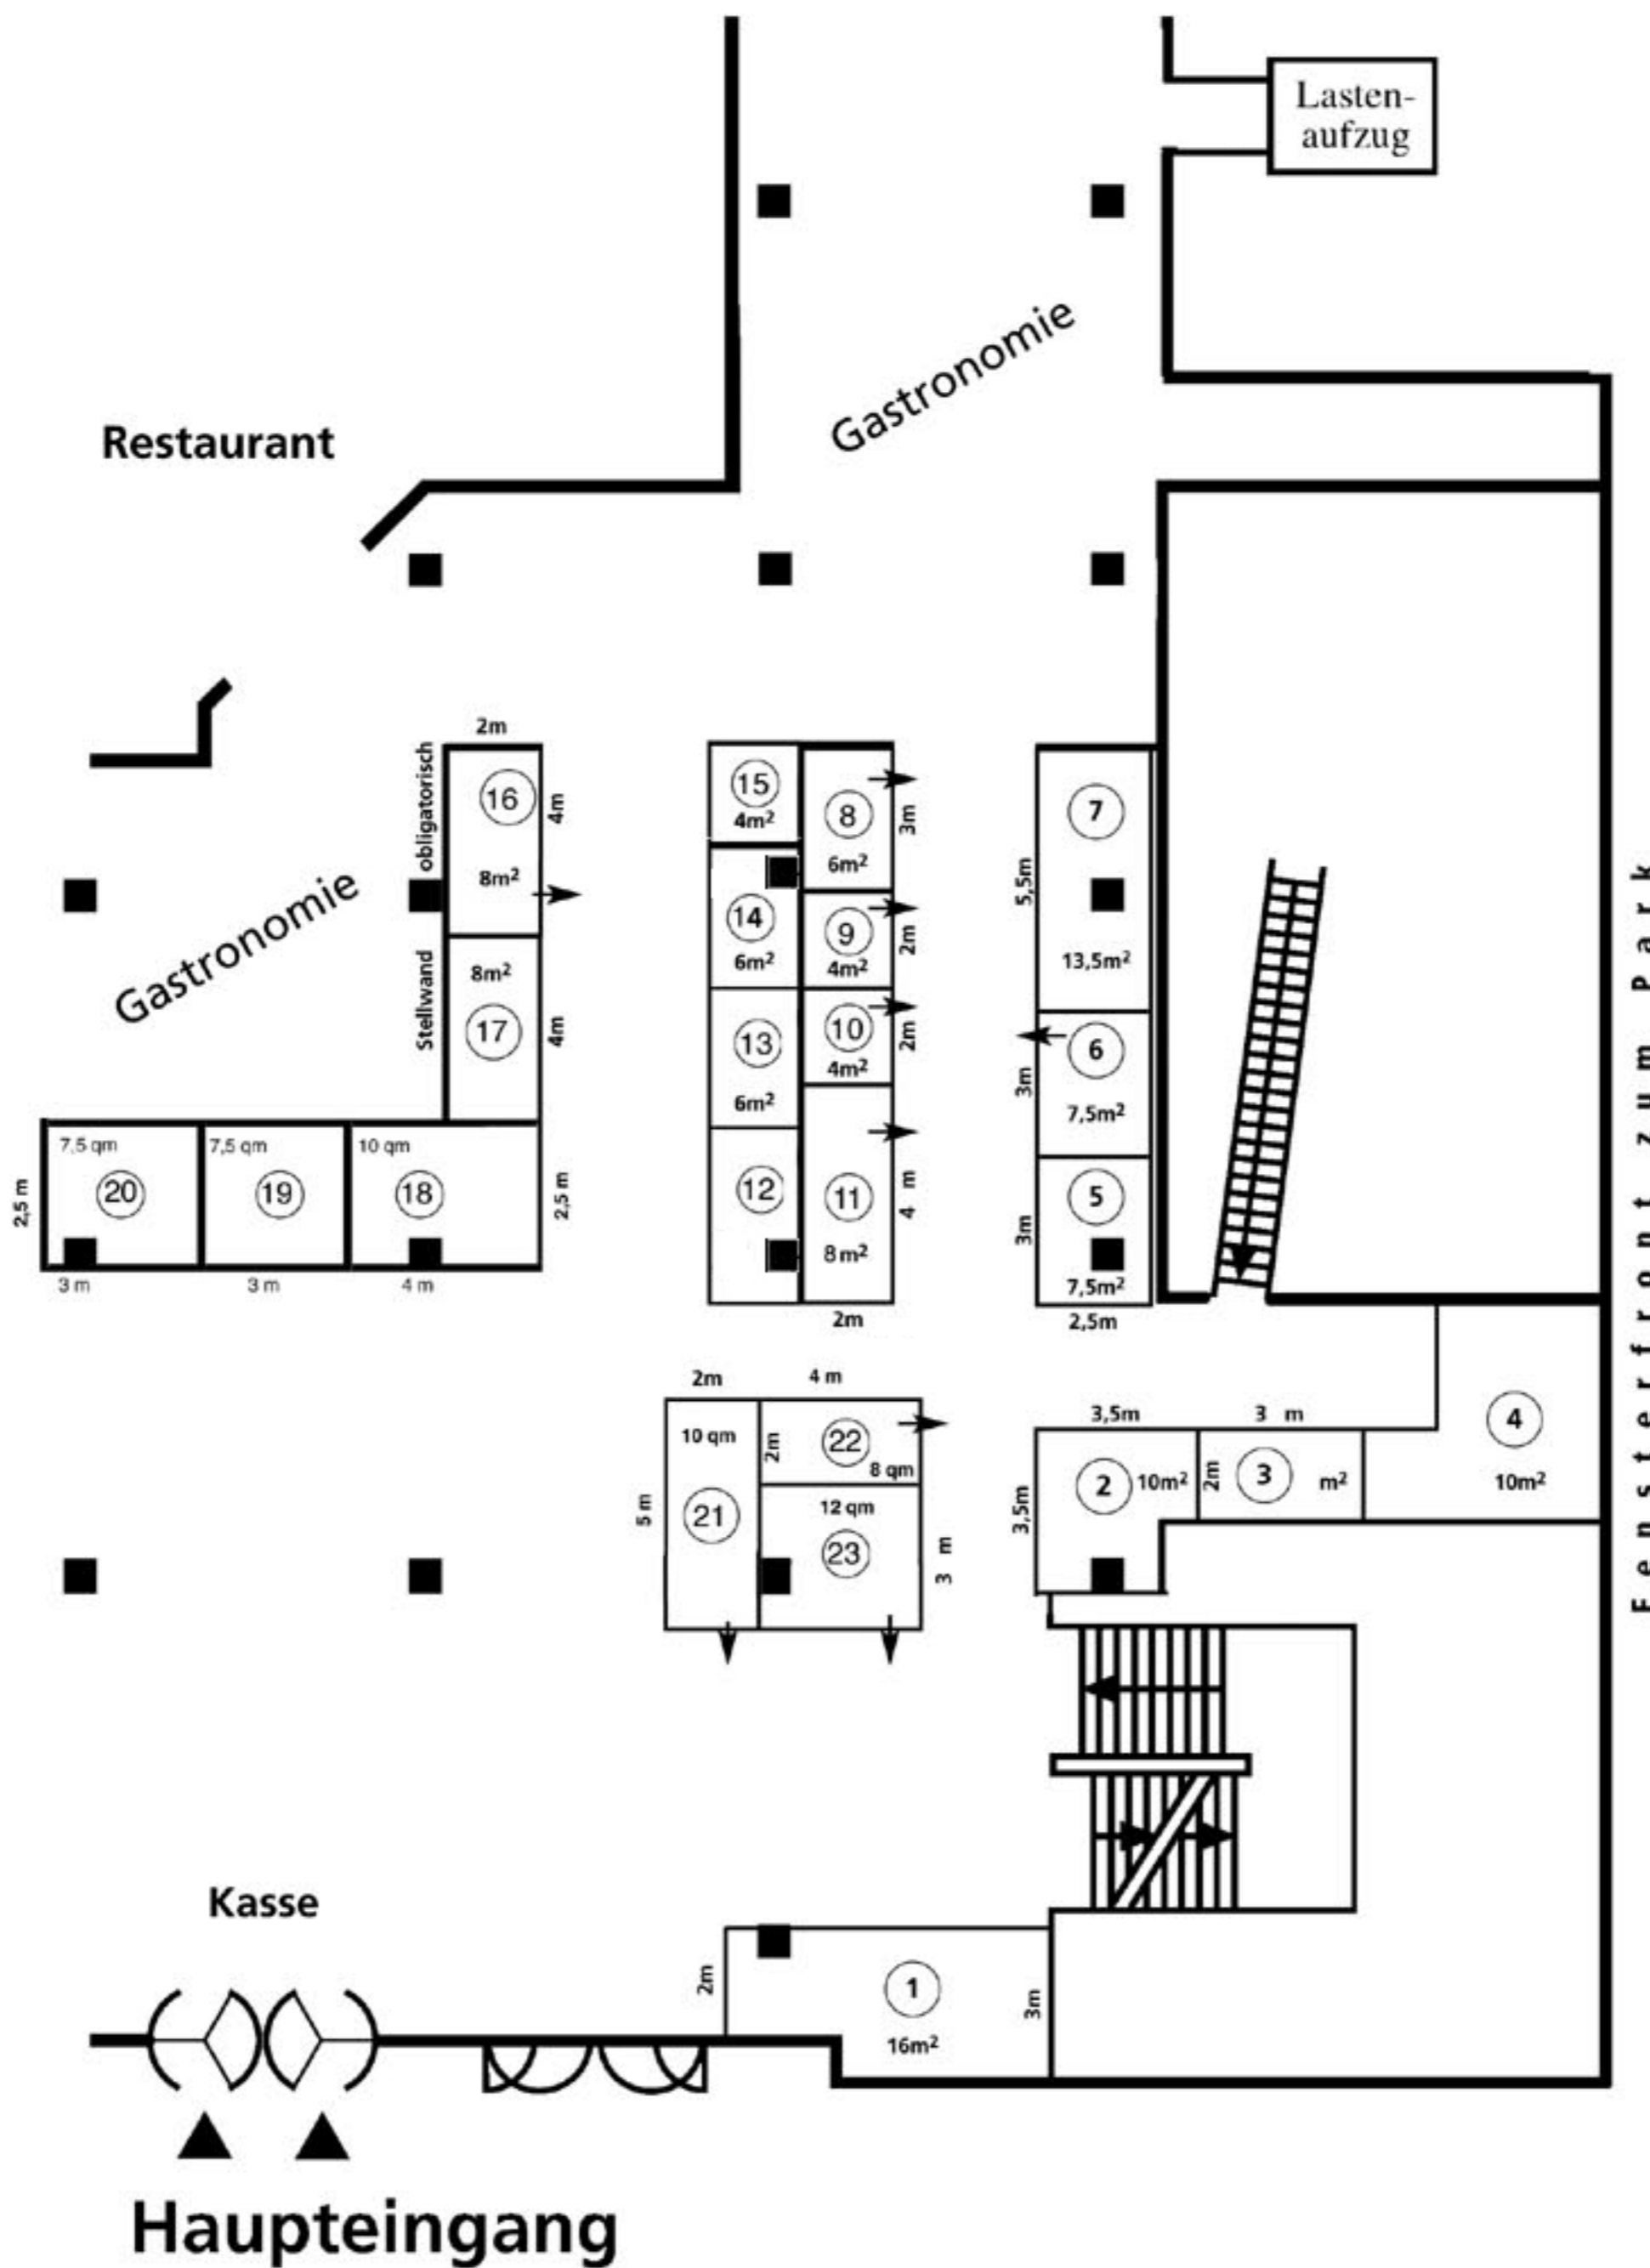 Lasten-
aufzug
Gastronomie
Restaurant
2m
obligatorisch
16
4m
8m²
Stellwand
8m²
17
4m
Gastronomie
15
4m²
8
3m
6m²
14
6m²
9
2m
4m²
13
6m²
10
2m
4m²
12
11
4 m
8m²
2m
7
5,5m
13,5m²
6
3m
7,5m²
5
3m
7,5m²
2,5m
Fensterfront zum Park
7,5 qm
20
2,5 m
3 m
7,5 qm
19
3 m
10 qm
18
2,5 m
4 m
2m
4 m
10 qm
21
5 m
2m
22
8 qm
12 qm
23
3 m
3,5m
3 m
2
10m²
3,5m
2m
3
m²
4
10m²
Kasse
2m
1
3m
16m²
Haupteingang